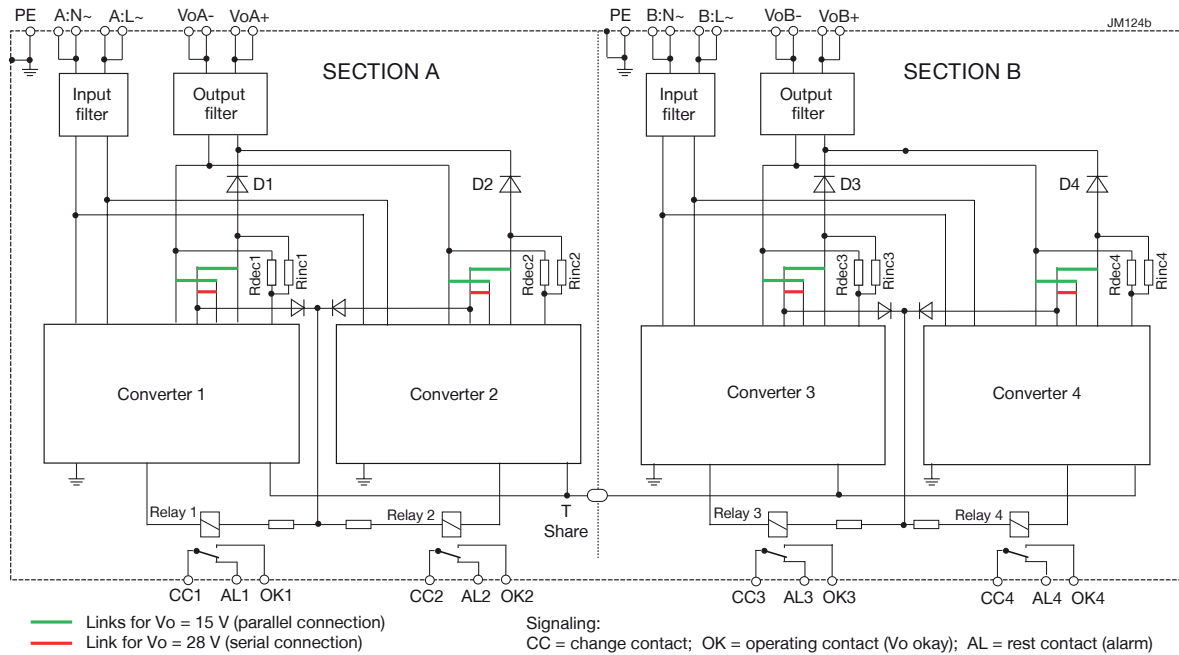 PE A:N~ A:L~ VoA- VoA+ PE B:N~ B:L~ VoB- VoB+
JM124b
SECTION A
SECTION B
Input
filter
Output
filter
Input
filter
Output
filter
D1
D2
D3
D4
Rdec1
Rinc1
Rdec2
Rinc2
Rdec3
Rinc3
Rdec4
Rinc4
Converter 1
Converter 2
Converter 3
Converter 4
Relay 1
Relay 2
T
Share
Relay 3
Relay 4
CC1 AL1 OK1 CC2 AL2 OK2 CC3 AL3 OK3 CC4 AL4 OK4
Links for Vo = 15 V (parallel connection)
Link for Vo = 28 V (serial connection)
Signaling:
CC = change contact; OK = operating contact (Vo okay); AL = rest contact (alarm)